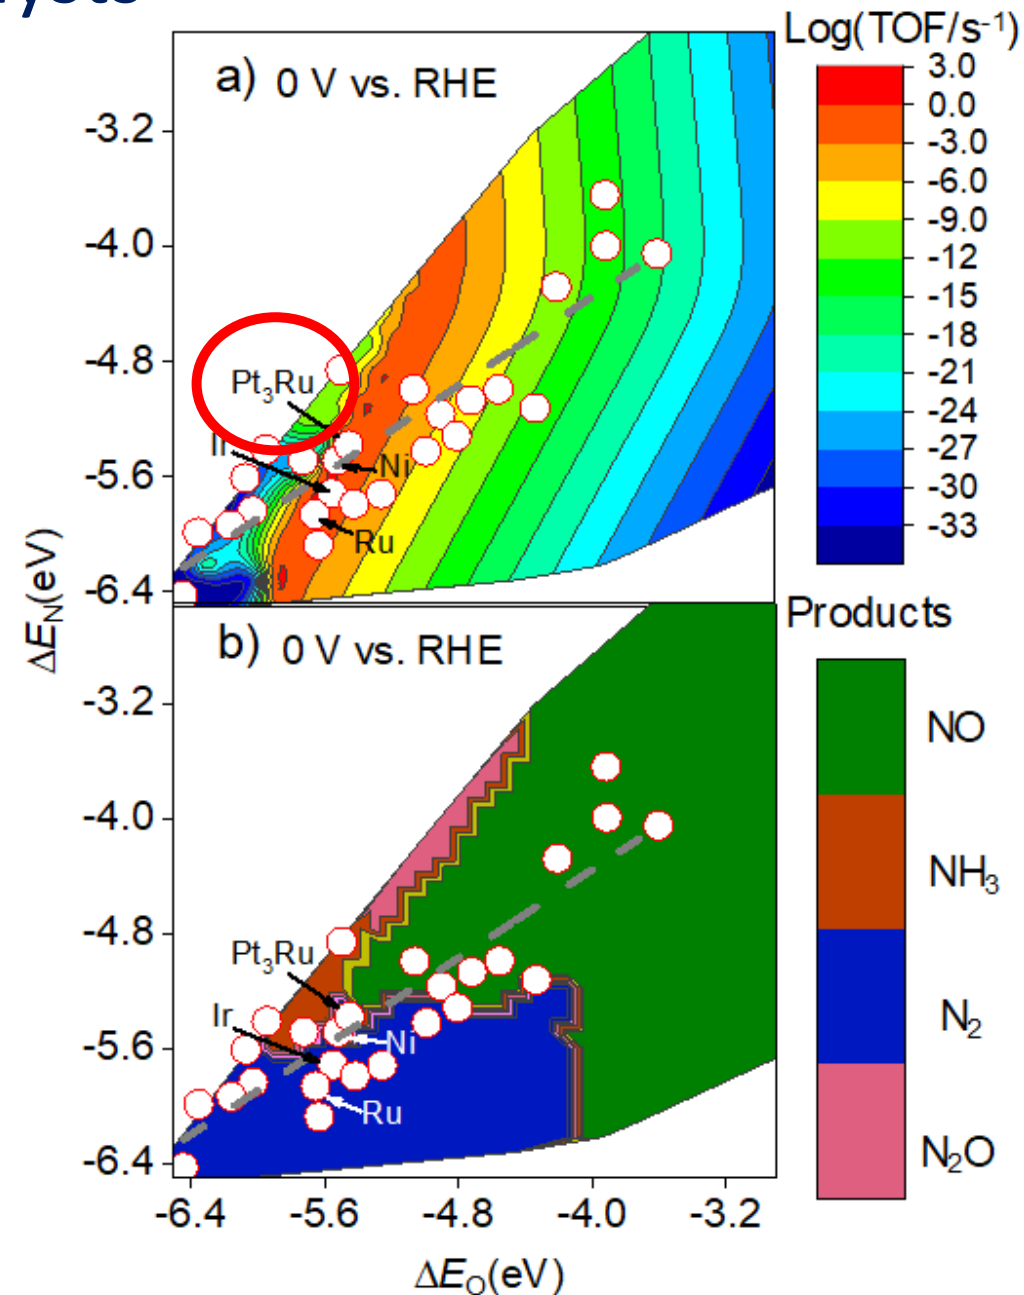 a) 0 V vs. RHE
Log(TOF/s⁻¹)
3.0
0.0
-3.0
-6.0
-9.0
-12
-15
-18
-21
-24
-27
-30
-33
-3.2
-4.0
-4.8
-5.6
-6.4
Pt₃Ru
Ir
Ni
Ru
ΔE_N(eV)
b) 0 V vs. RHE
Products
NO
NH₃
N₂
N₂O
-3.2
-4.0
-4.8
-5.6
-6.4
Pt₃Ru
Ir
Ni
Ru
-6.4 -5.6 -4.8 -4.0 -3.2
ΔE_O(eV)